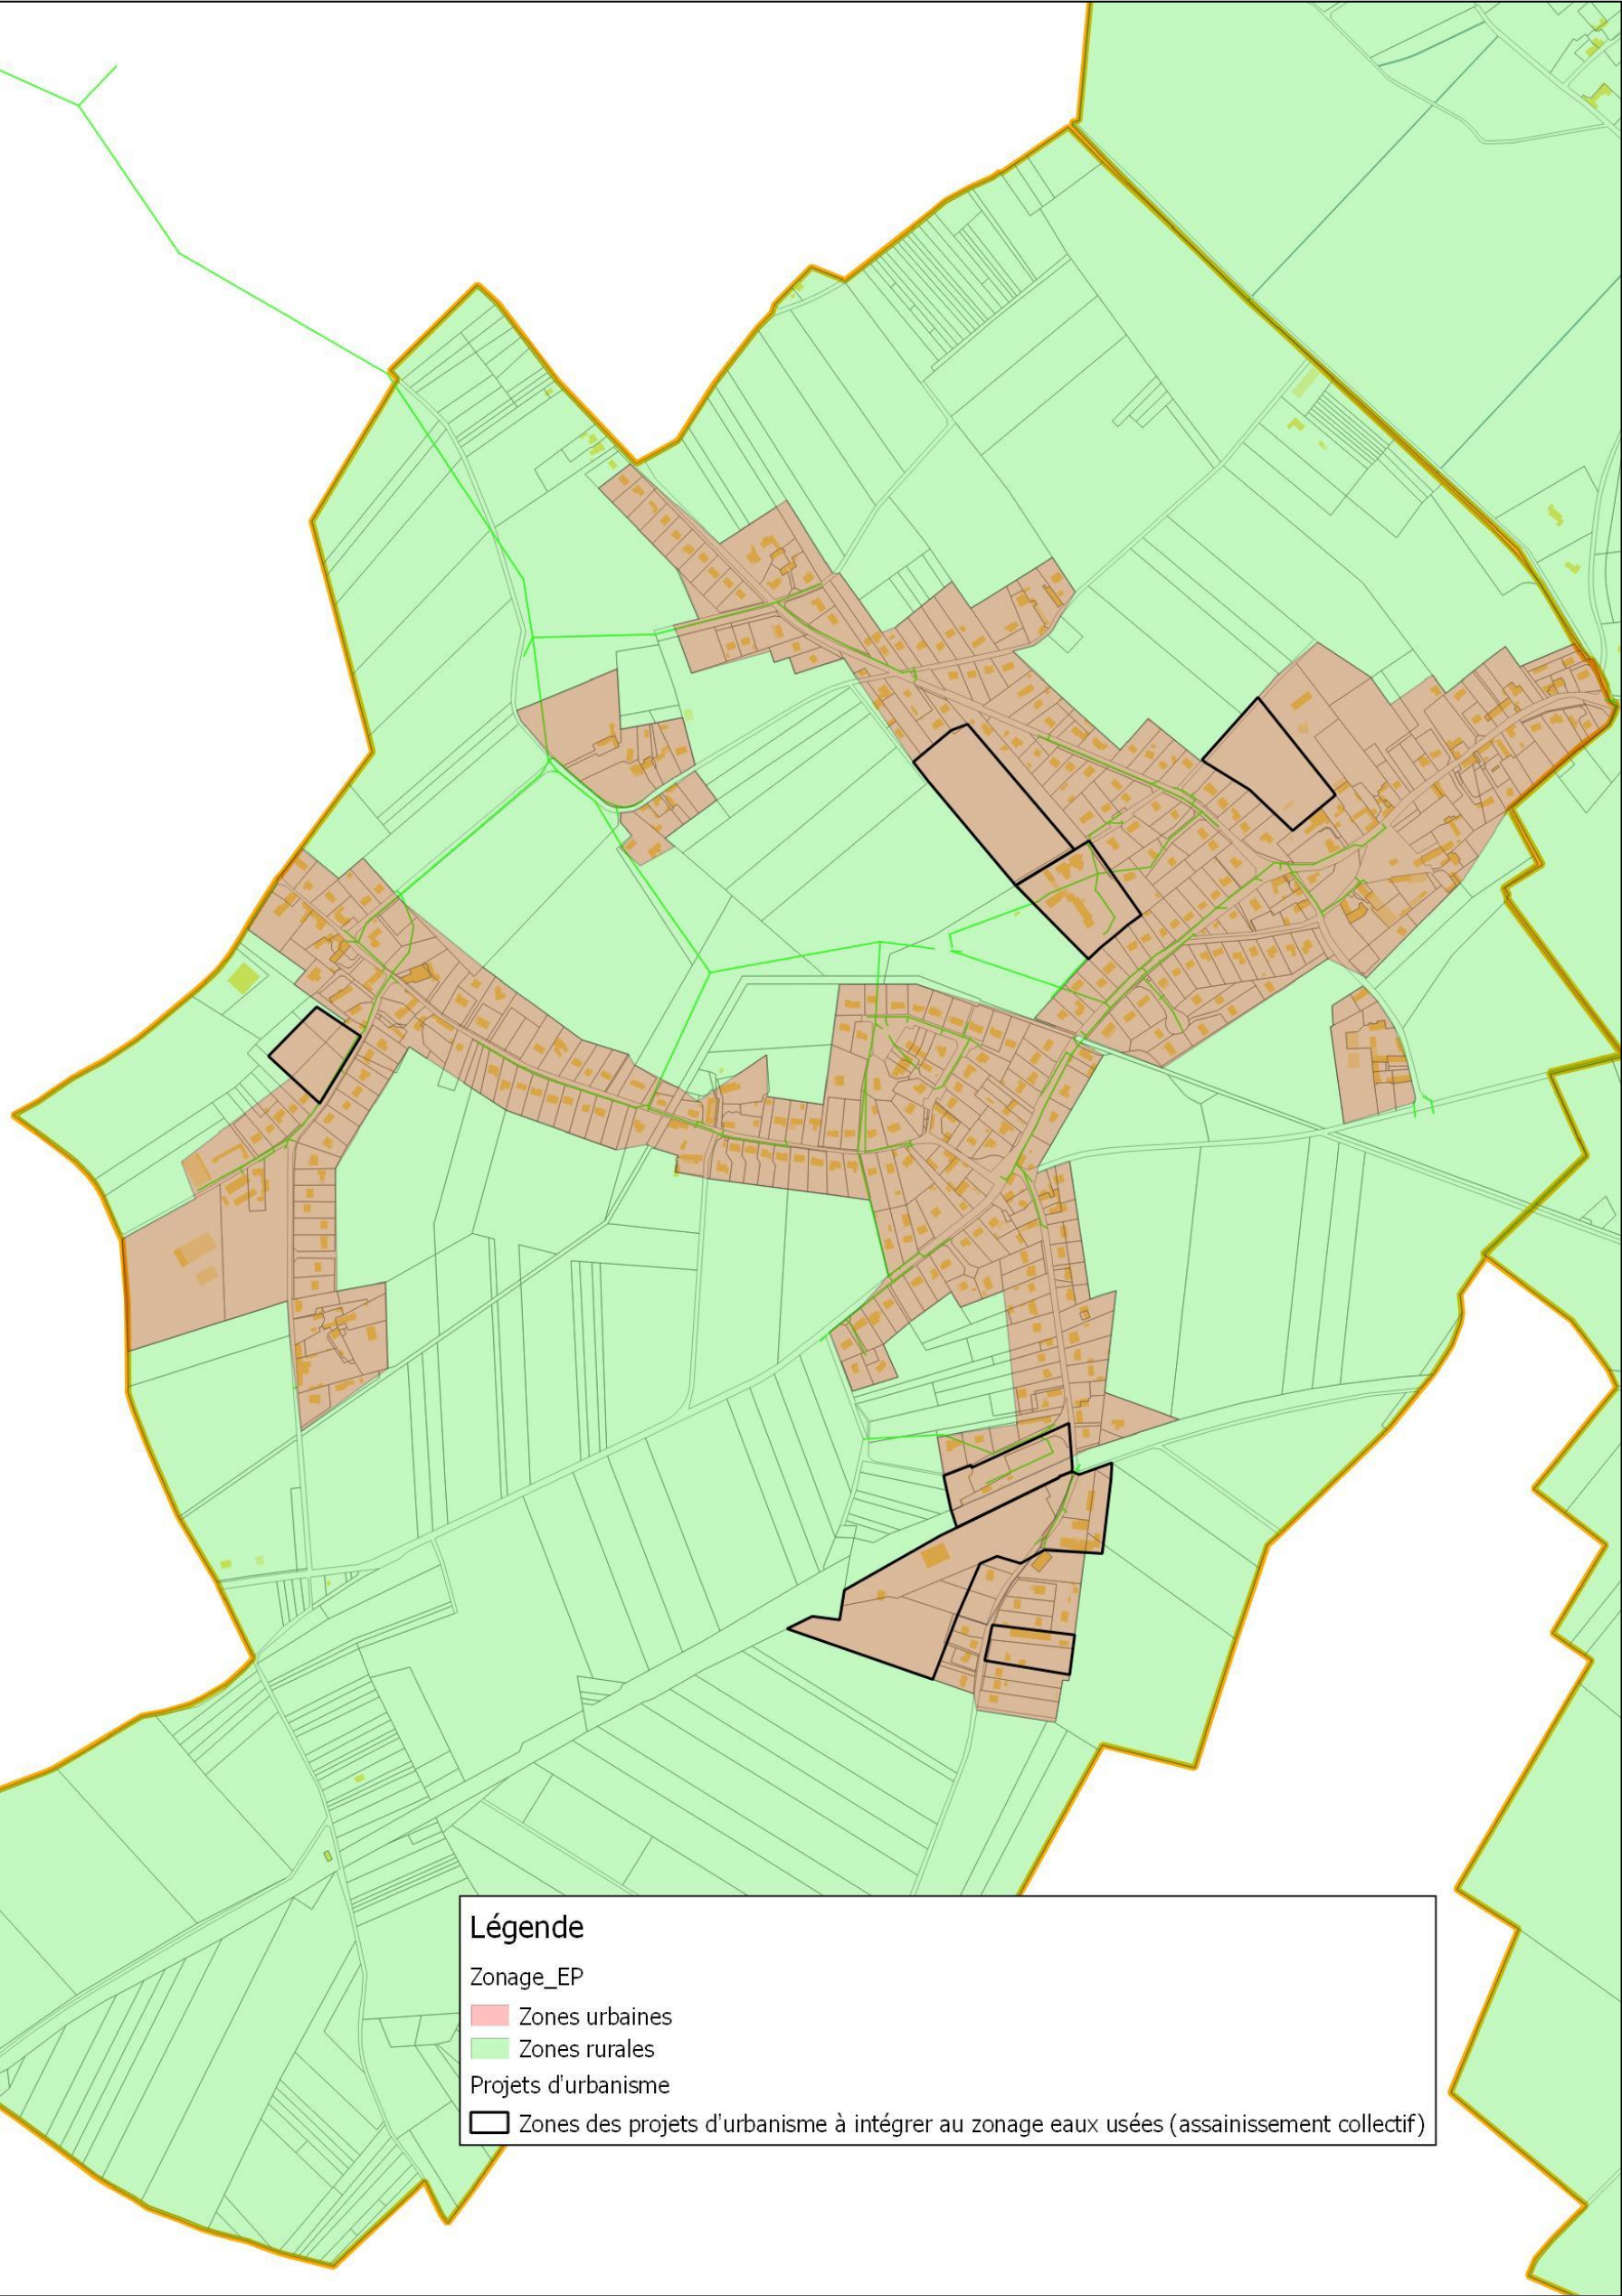 Légende
Zonage_EP
Zones urbaines
Zones rurales
Projets d'urbanisme
Zones des projets d'urbanisme à intégrer au zonage eaux usées (assainissement collectif)